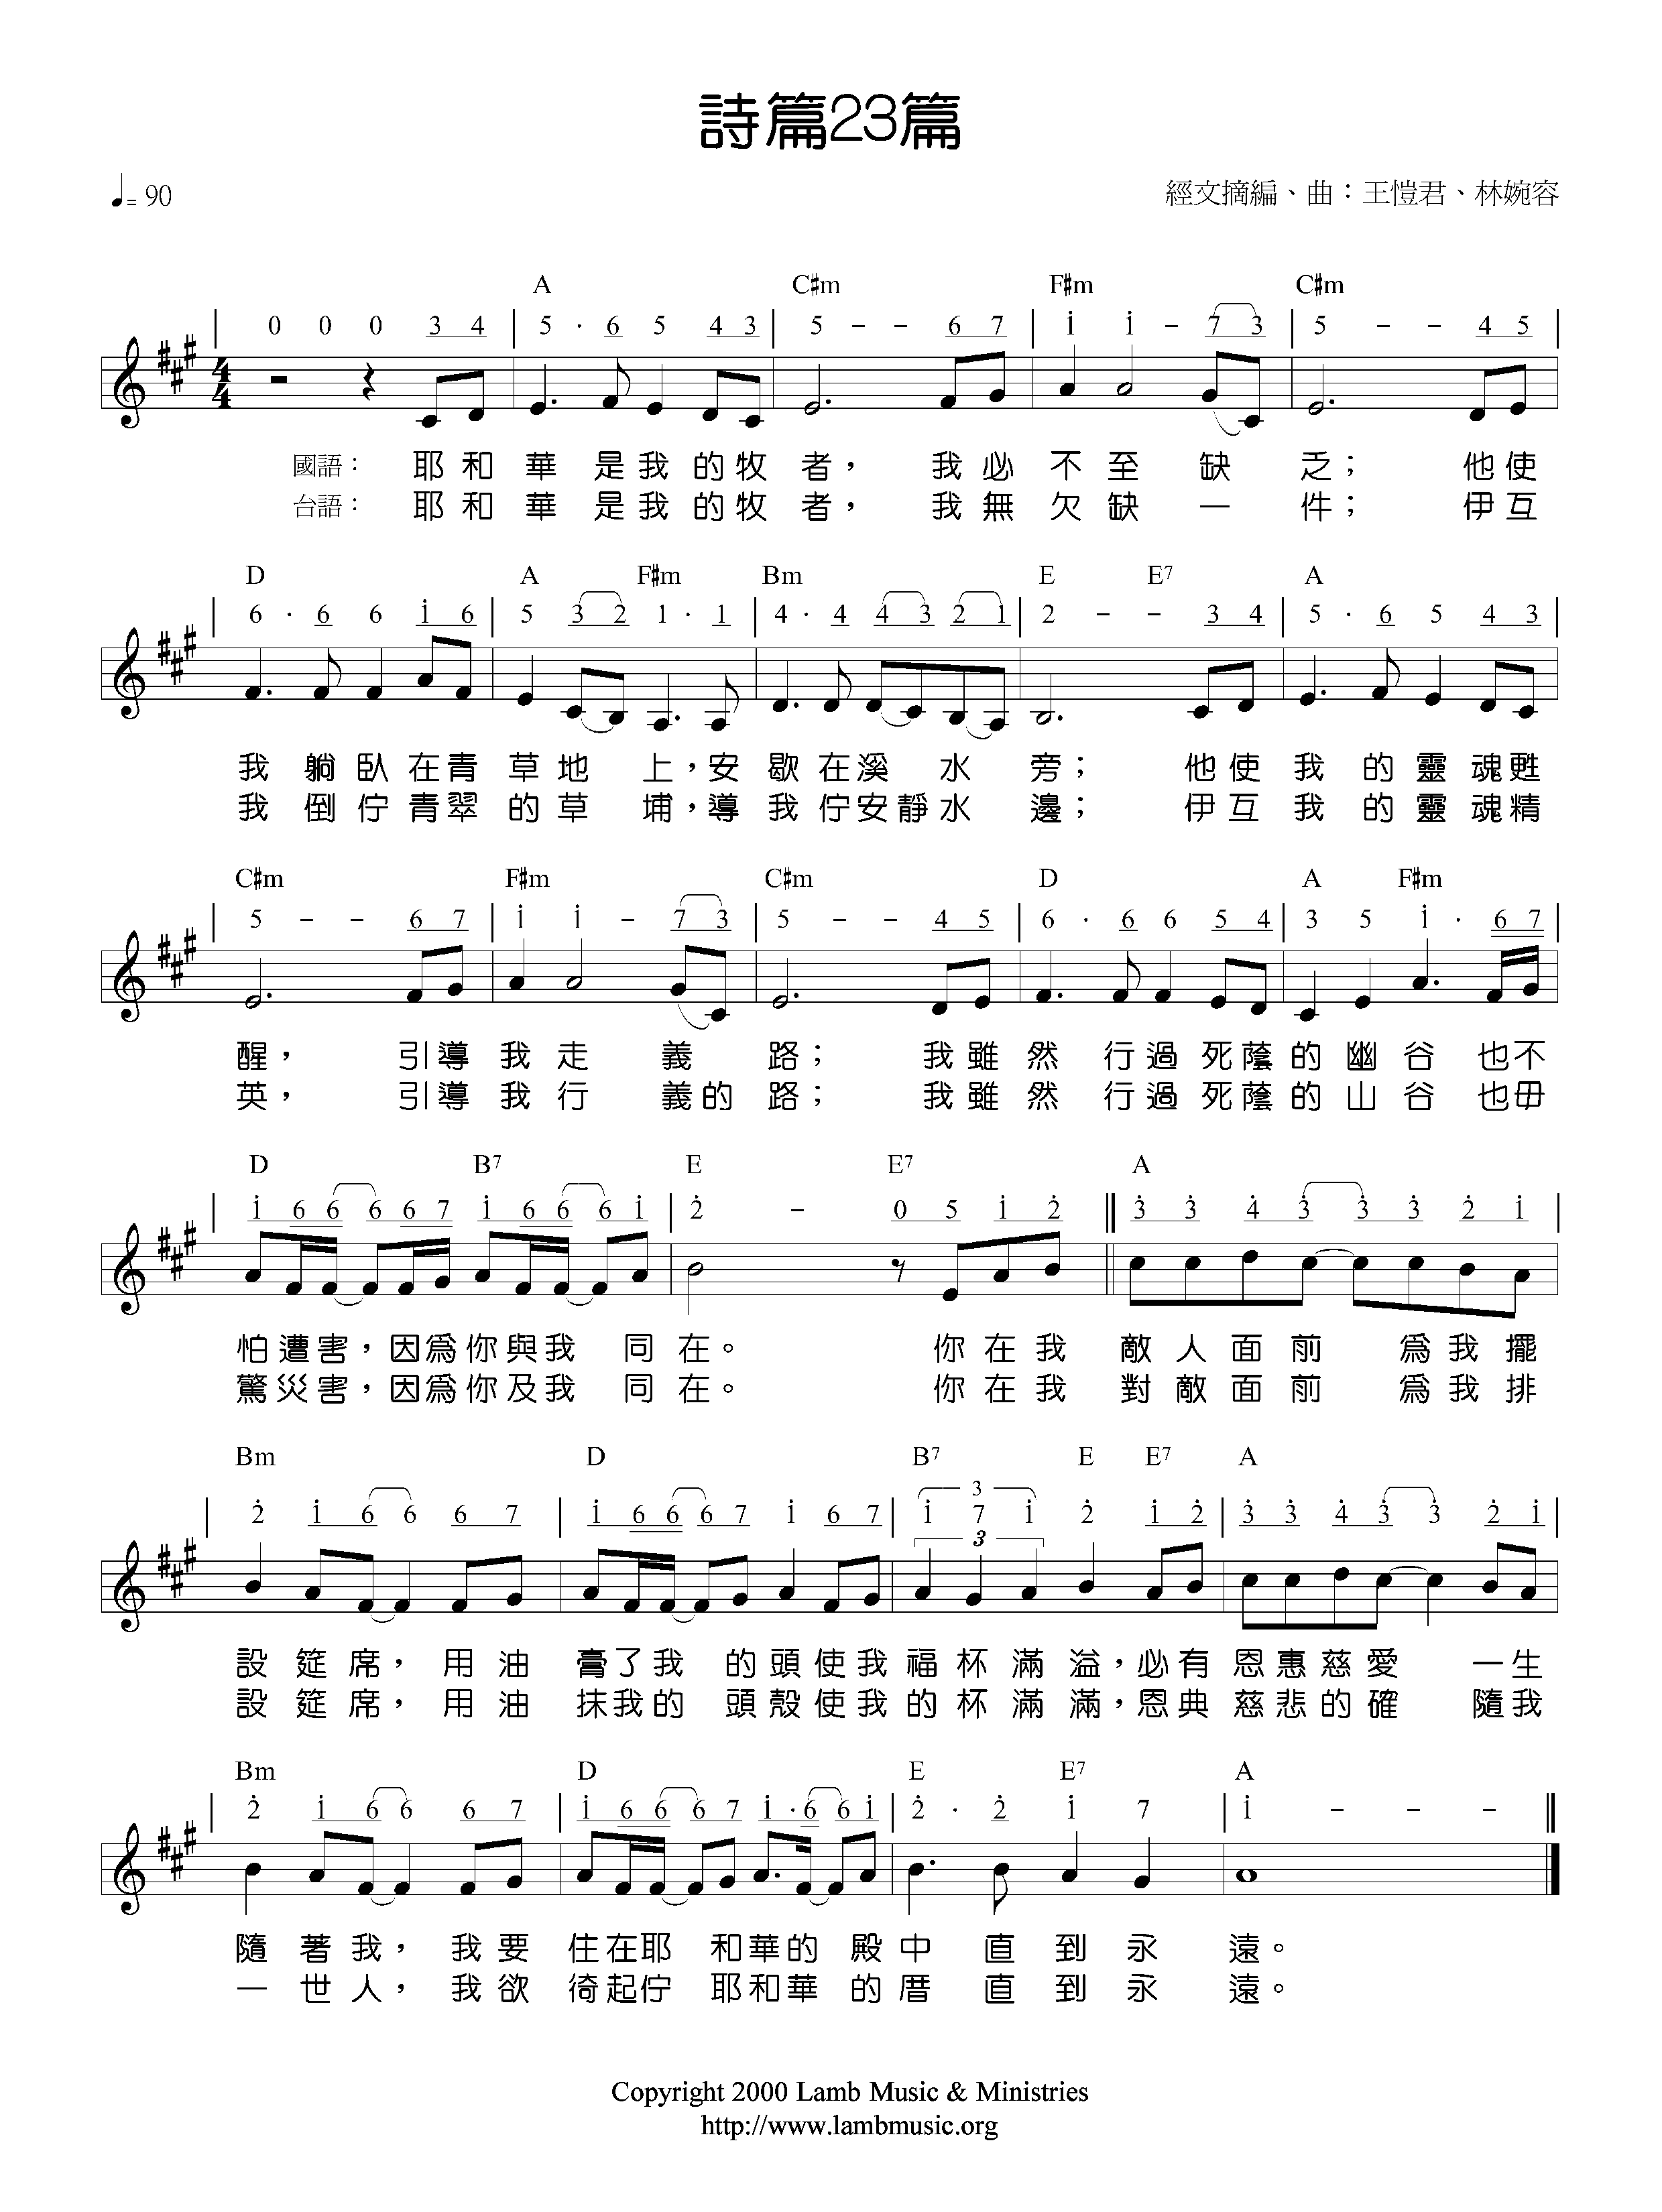 詩篇23篇
♩= 90
經文摘編、曲：王愷君、林婉容
A C♯m F♯m C♯m
| 0 0 0 3 4 | 5 · 6 5 4 3 | 5 - - 6 7 | i i - 7 3 | 5 - - 4 5 |
4/4
國語： 耶和華是我的牧者，我必不至缺乏；他使
台語： 耶和華是我的牧者，我無欠缺一件；伊互
D A F♯m Bm E E7 A
| 6 · 6 6 i 6 | 5 3 2 1 · 1 | 4 · 4 4 3 2 1 | 2 - - 3 4 | 5 · 6 5 4 3 |
我躺臥在青草地上，安歇在溪水旁；他使我的靈魂甦
我倒佇青翠的草埔，導我佇安靜水邊；伊互我的靈魂精
C♯m F♯m C♯m D A F♯m
| 5 - - 6 7 | i i - 7 3 | 5 - - 4 5 | 6 · 6 6 5 4 | 3 5 i · 6 7 |
醒，引導我走義路；我雖然行過死蔭的幽谷也不
英，引導我行義的路；我雖然行過死蔭的山谷也毋
D B7 E E7 A
| i 6 6 6 6 7 i 6 6 6 i | 2̇ - 0 5 i 2̇ || 3̇ 3̇ 4̇ 3̇ 3̇ 3̇ 2̇ i |
怕遭害，因為你與我同在。你在我敵人面前為我擺
驚災害，因為你及我同在。你在我對敵面前為我排
Bm D B7 E E7 A
| 2̇ i 6 6 6 7 | i 6 6 6 7 i 6 7 | i 7 i 2̇ i 2̇ | 3̇ 3̇ 4̇ 3̇ 3̇ 2̇ i |
3
3
設筵席，用油膏了我的頭使我福杯滿溢，必有恩惠慈愛一生
設筵席，用油抹我的頭殼使我的杯滿滿，恩典慈悲的確隨我
Bm D E E7 A
| 2̇ i 6 6 6 7 | i 6 6 6 7 i · 6 6 i | 2̇ · 2̇ i 7 | i - - - ||
隨著我，我要住在耶和華的殿中直到永遠。
一世人，我欲徛起佇耶和華的厝直到永遠。
Copyright 2000 Lamb Music & Ministries
http://www.lambmusic.org